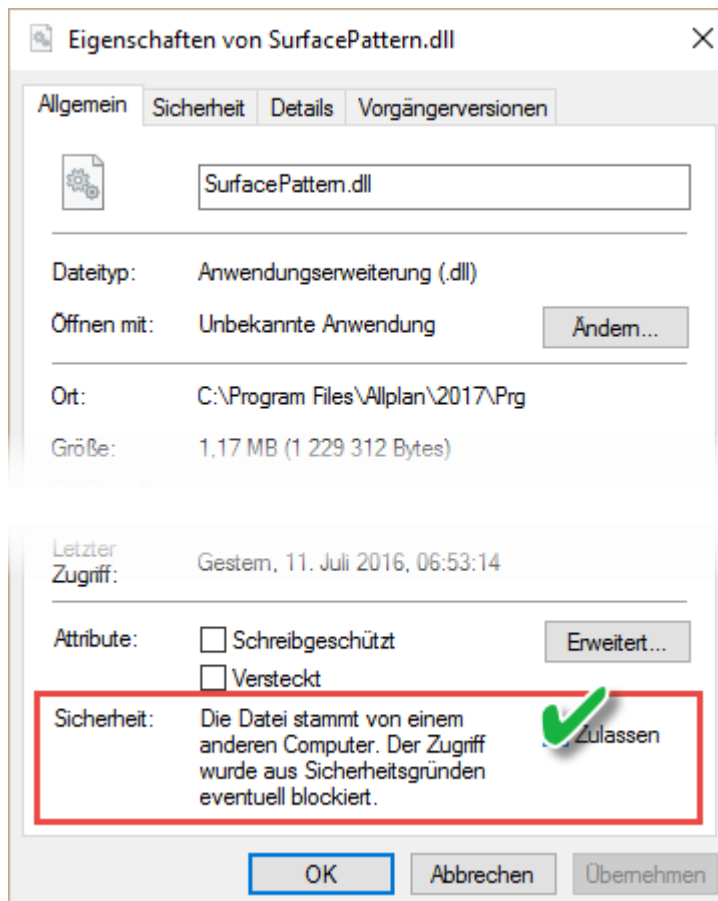 Eigenschaften von SurfacePattern.dll
Allgemein Sicherheit Details Vorgängerversionen
SurfacePattern.dll
Dateityp: Anwendungserweiterung (.dll)
Öffnen mit: Unbekannte Anwendung Ändern...
Ort: C:\Program Files\Allplan\2017\Prg
Größe: 1,17 MB (1 229 312 Bytes)
Letzter
Zugriff: Gestern, 11. Juli 2016, 06:53:14
Attribute: Schreibgeschützt Erweitert...
Versteckt
Sicherheit: Die Datei stammt von einem
anderen Computer. Der Zugriff
wurde aus Sicherheitsgründen
eventuell blockiert.
Zulassen
OK Abbrechen Übernehmen